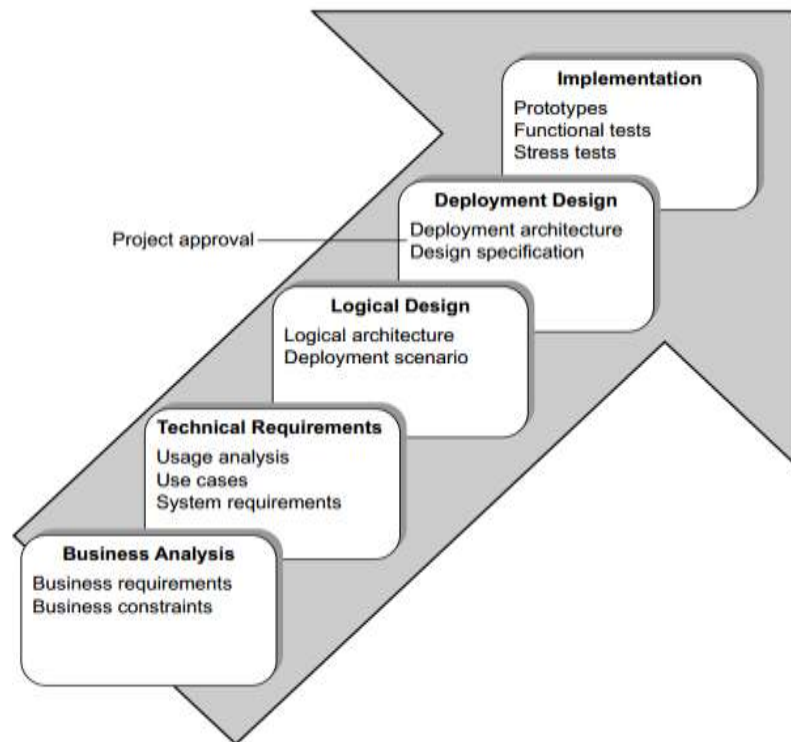 Implementation
Prototypes
Functional tests
Stress tests
Deployment Design
Project approval
Deployment architecture
Design specification
Logical Design
Logical architecture
Deployment scenario
Technical Requirements
Usage analysis
Use cases
System requirements
Business Analysis
Business requirements
Business constraints